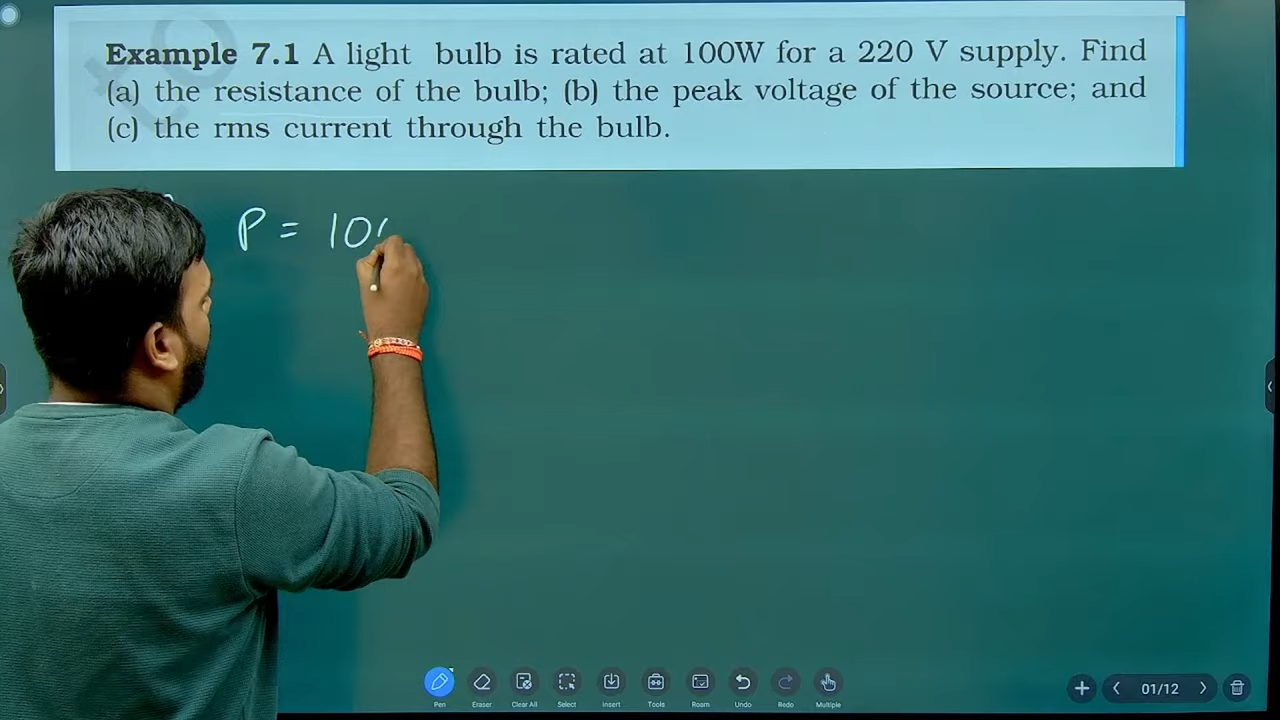 Example 7.1 A light bulb is rated at 100W for a 220 V supply. Find
(a) the resistance of the bulb; (b) the peak voltage of the source; and
(c) the rms current through the bulb.
P = 10
Pen Eraser Clear All Select Insert Tools Roam Undo Redo Multiple
01/12